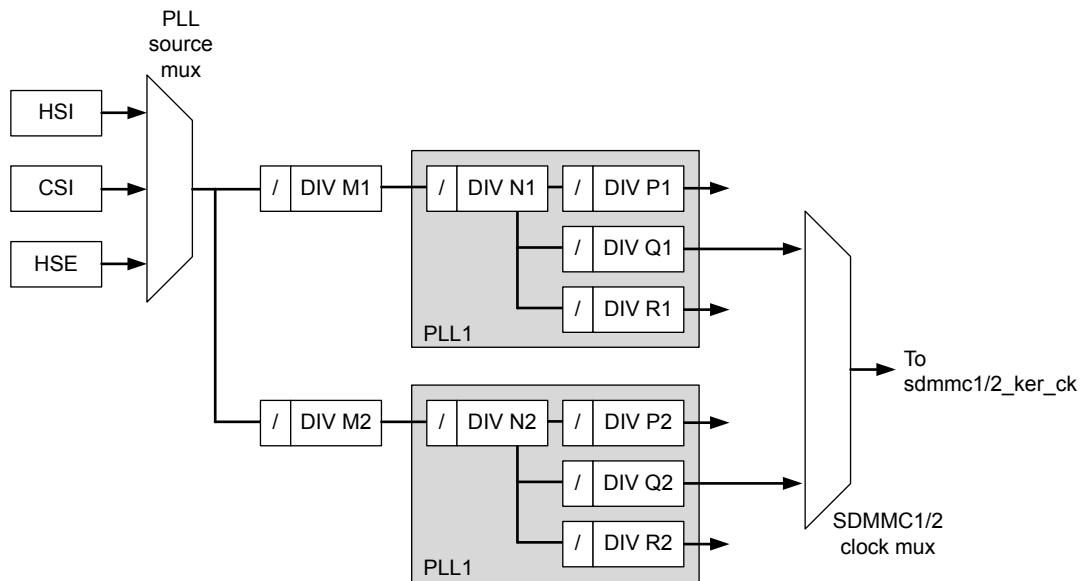 PLL
source
mux
HSI
CSI
HSE
/ DIV M1
/ DIV N1
/ DIV P1
/ DIV Q1
/ DIV R1
PLL1
/ DIV M2
/ DIV N2
/ DIV P2
/ DIV Q2
/ DIV R2
PLL1
To
sdmmc1/2_ker_ck
SDMMC1/2
clock mux